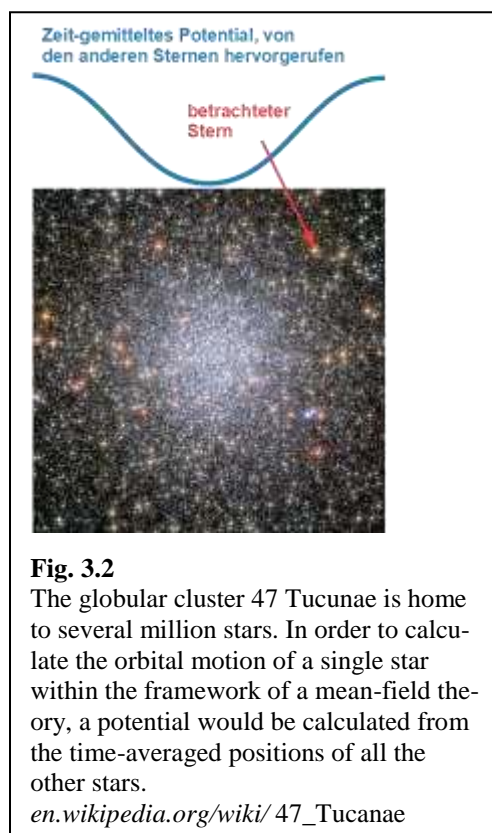 Zeit-gemitteltes Potential, von
den anderen Sternen hervorgerufen
betrachteter
Stern
Fig. 3.2
The globular cluster 47 Tucunae is home
to several million stars. In order to calcu-
late the orbital motion of a single star
within the framework of a mean-field the-
ory, a potential would be calculated from
the time-averaged positions of all the
other stars.
en.wikipedia.org/wiki/ 47_Tucanae